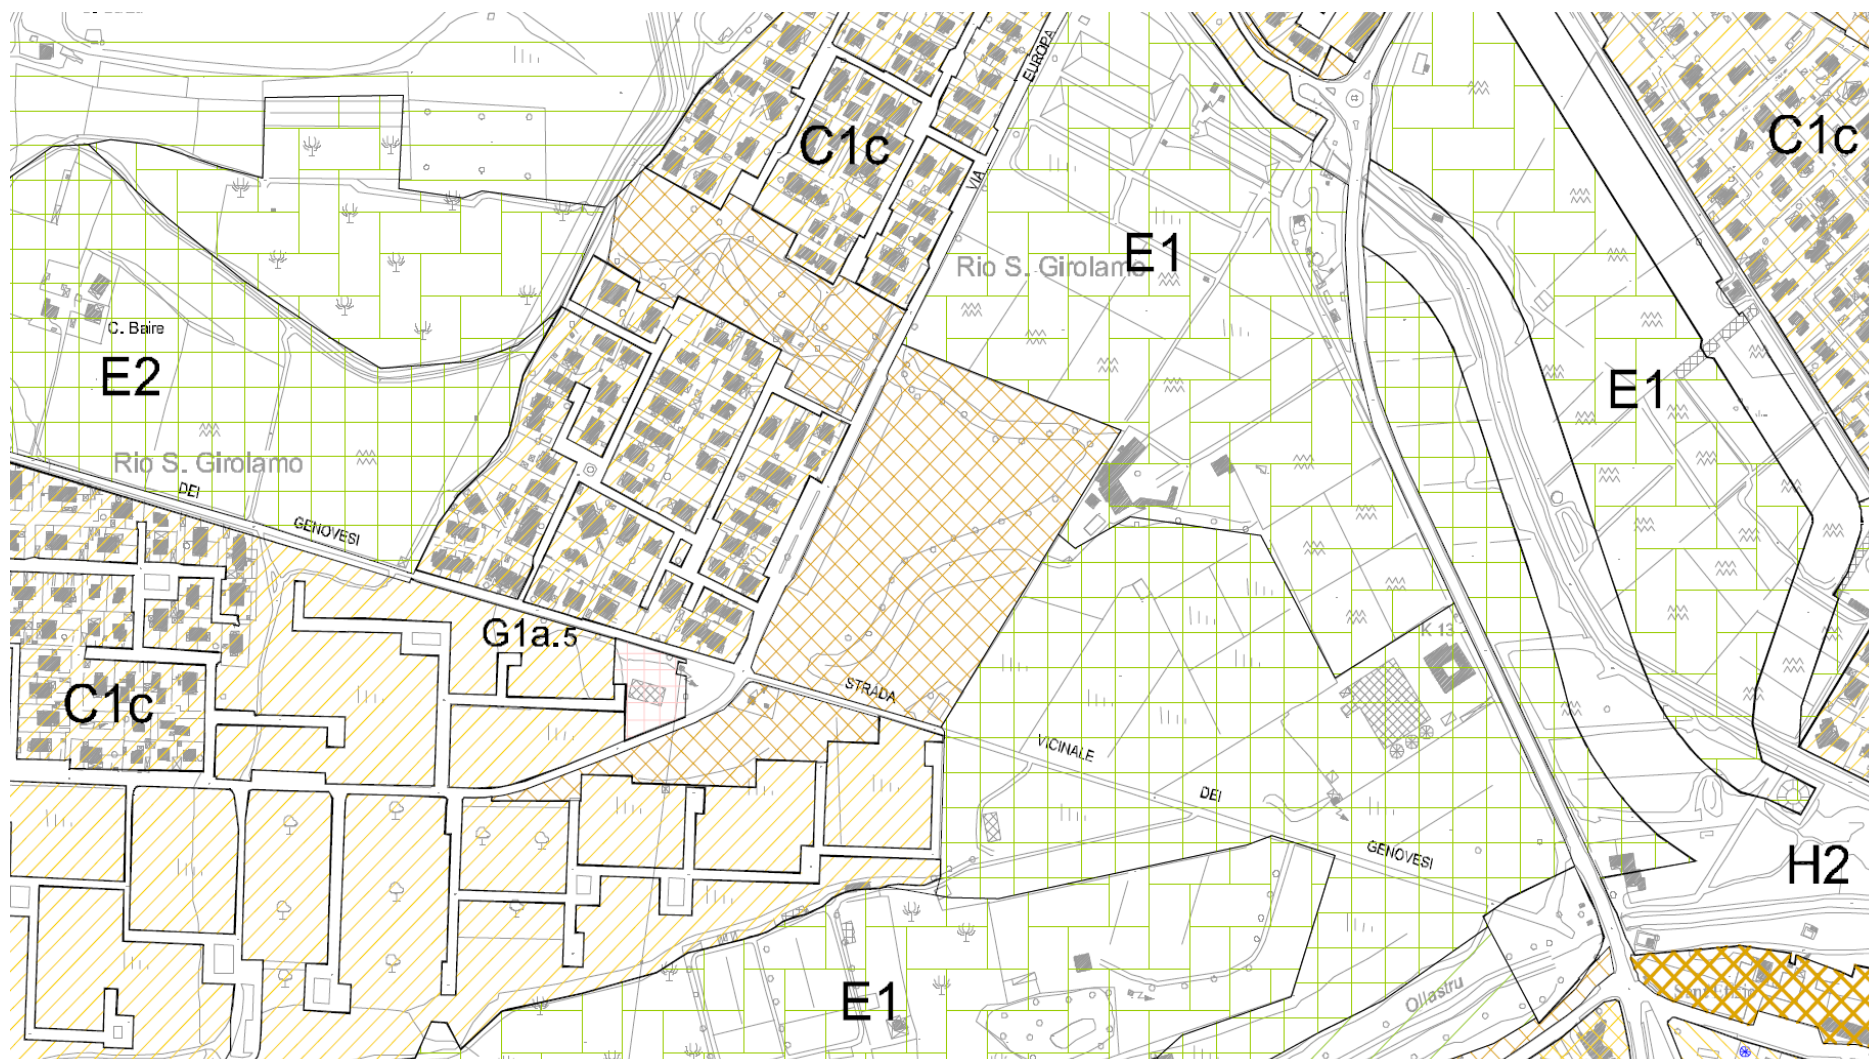 EUROPA
C1c
C1c
VIA
E1
Rio S. Girolamo
C. Baire
E2
E1
Rio S. Girolamo
DEI
GENOVESI
G1a.5
K 13
C1c
STRADA
VICINALE
DEI
GENOVESI
H2
E1
Ollastru